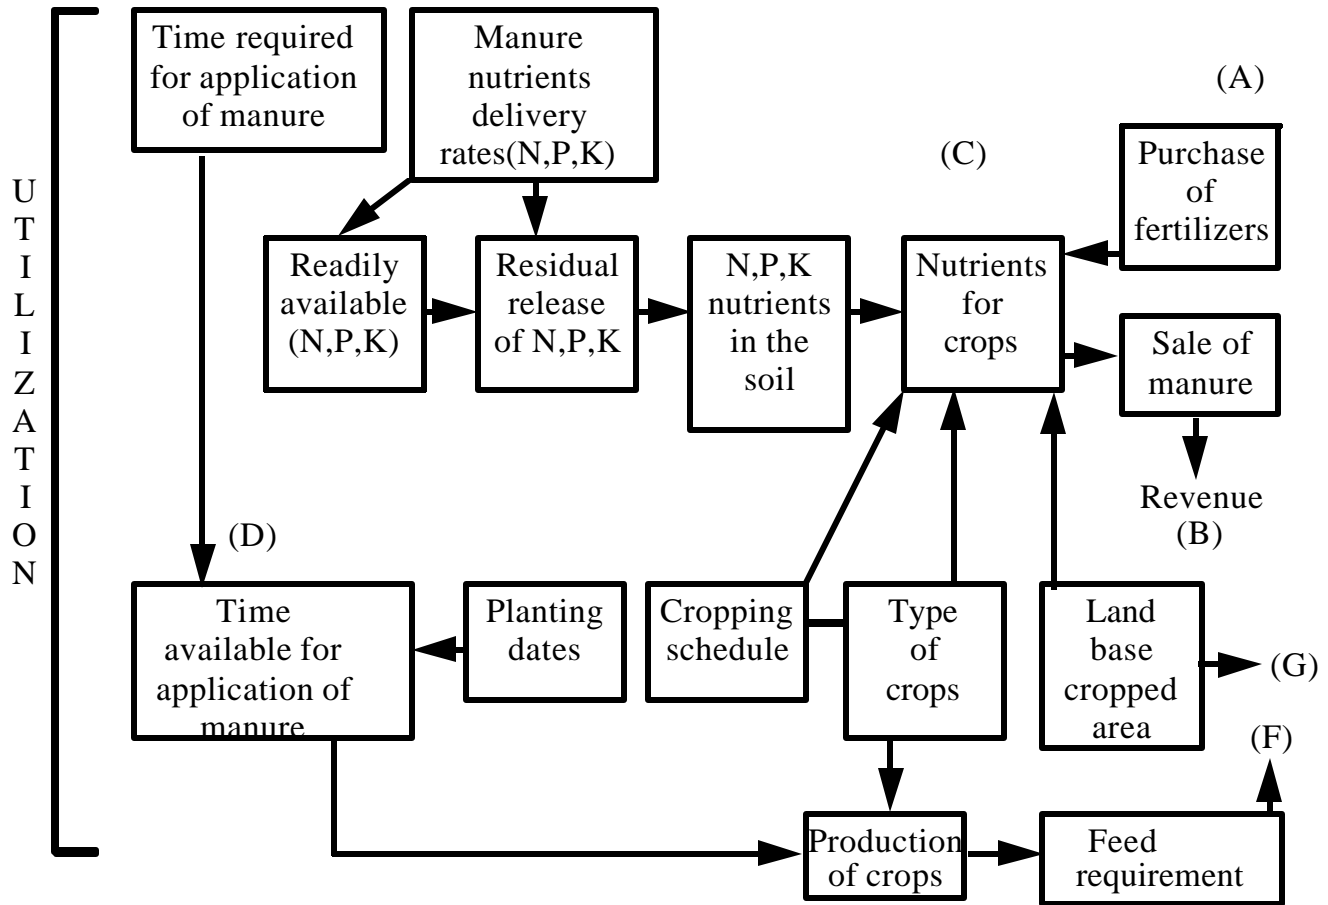 UTILIZATION
Time required
for application
of manure
Manure
nutrients
delivery
rates(N,P,K)
(A)
(C)
Purchase
of
fertilizers
Readily
available
(N,P,K)
Residual
release
of N,P,K
N,P,K
nutrients
in the
soil
Nutrients
for
crops
Sale of
manure
Revenue
(B)
(D)
Time
available for
application of
manure
Planting
dates
Cropping
schedule
Type
of
crops
Land
base
cropped
area
(G)
(F)
Production
of crops
Feed
requirement